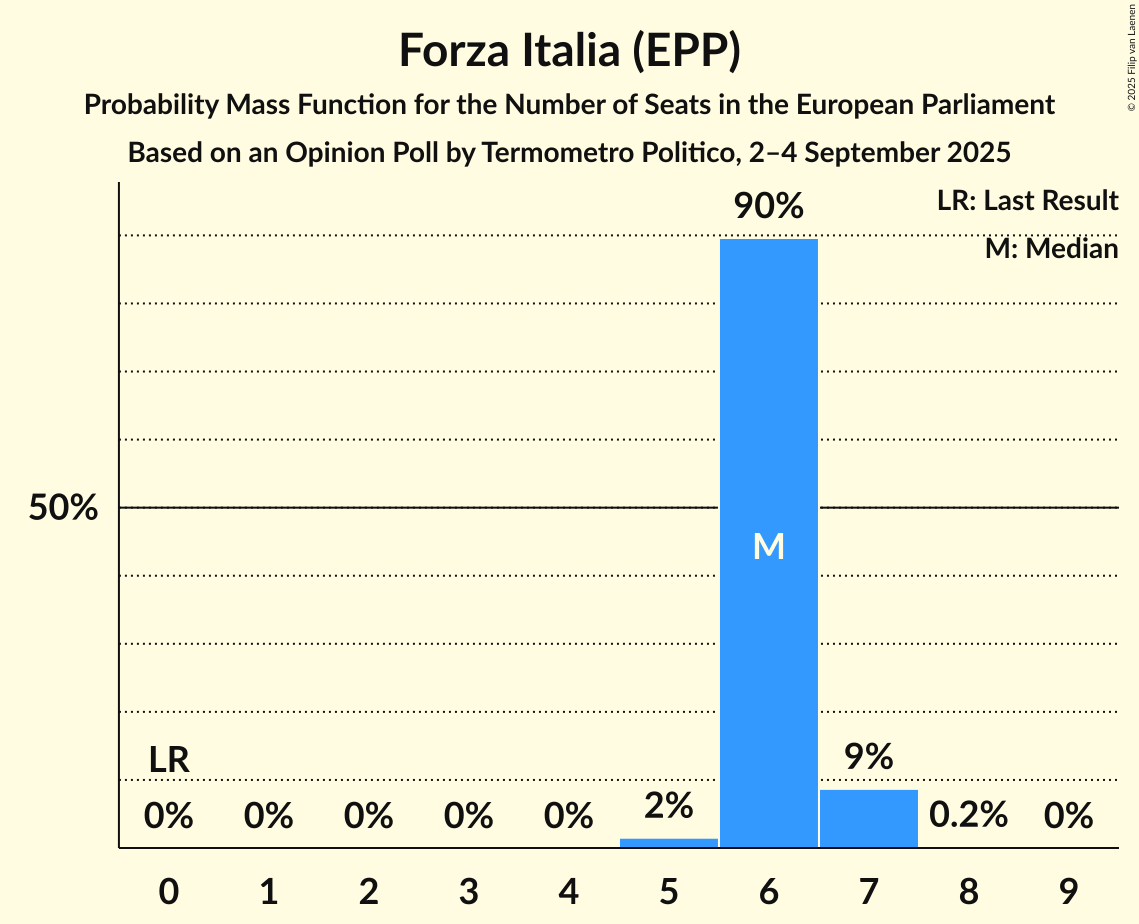 Forza Italia (EPP)
Probability Mass Function for the Number of Seats in the European Parliament
Based on an Opinion Poll by Termometro Politico, 2–4 September 2025
© 2025 Filip van Laenen
LR: Last Result
M: Median
90%
50%
M
LR
9%
2%
0% 0% 0% 0% 0% 0.2% 0%
0 1 2 3 4 5 6 7 8 9